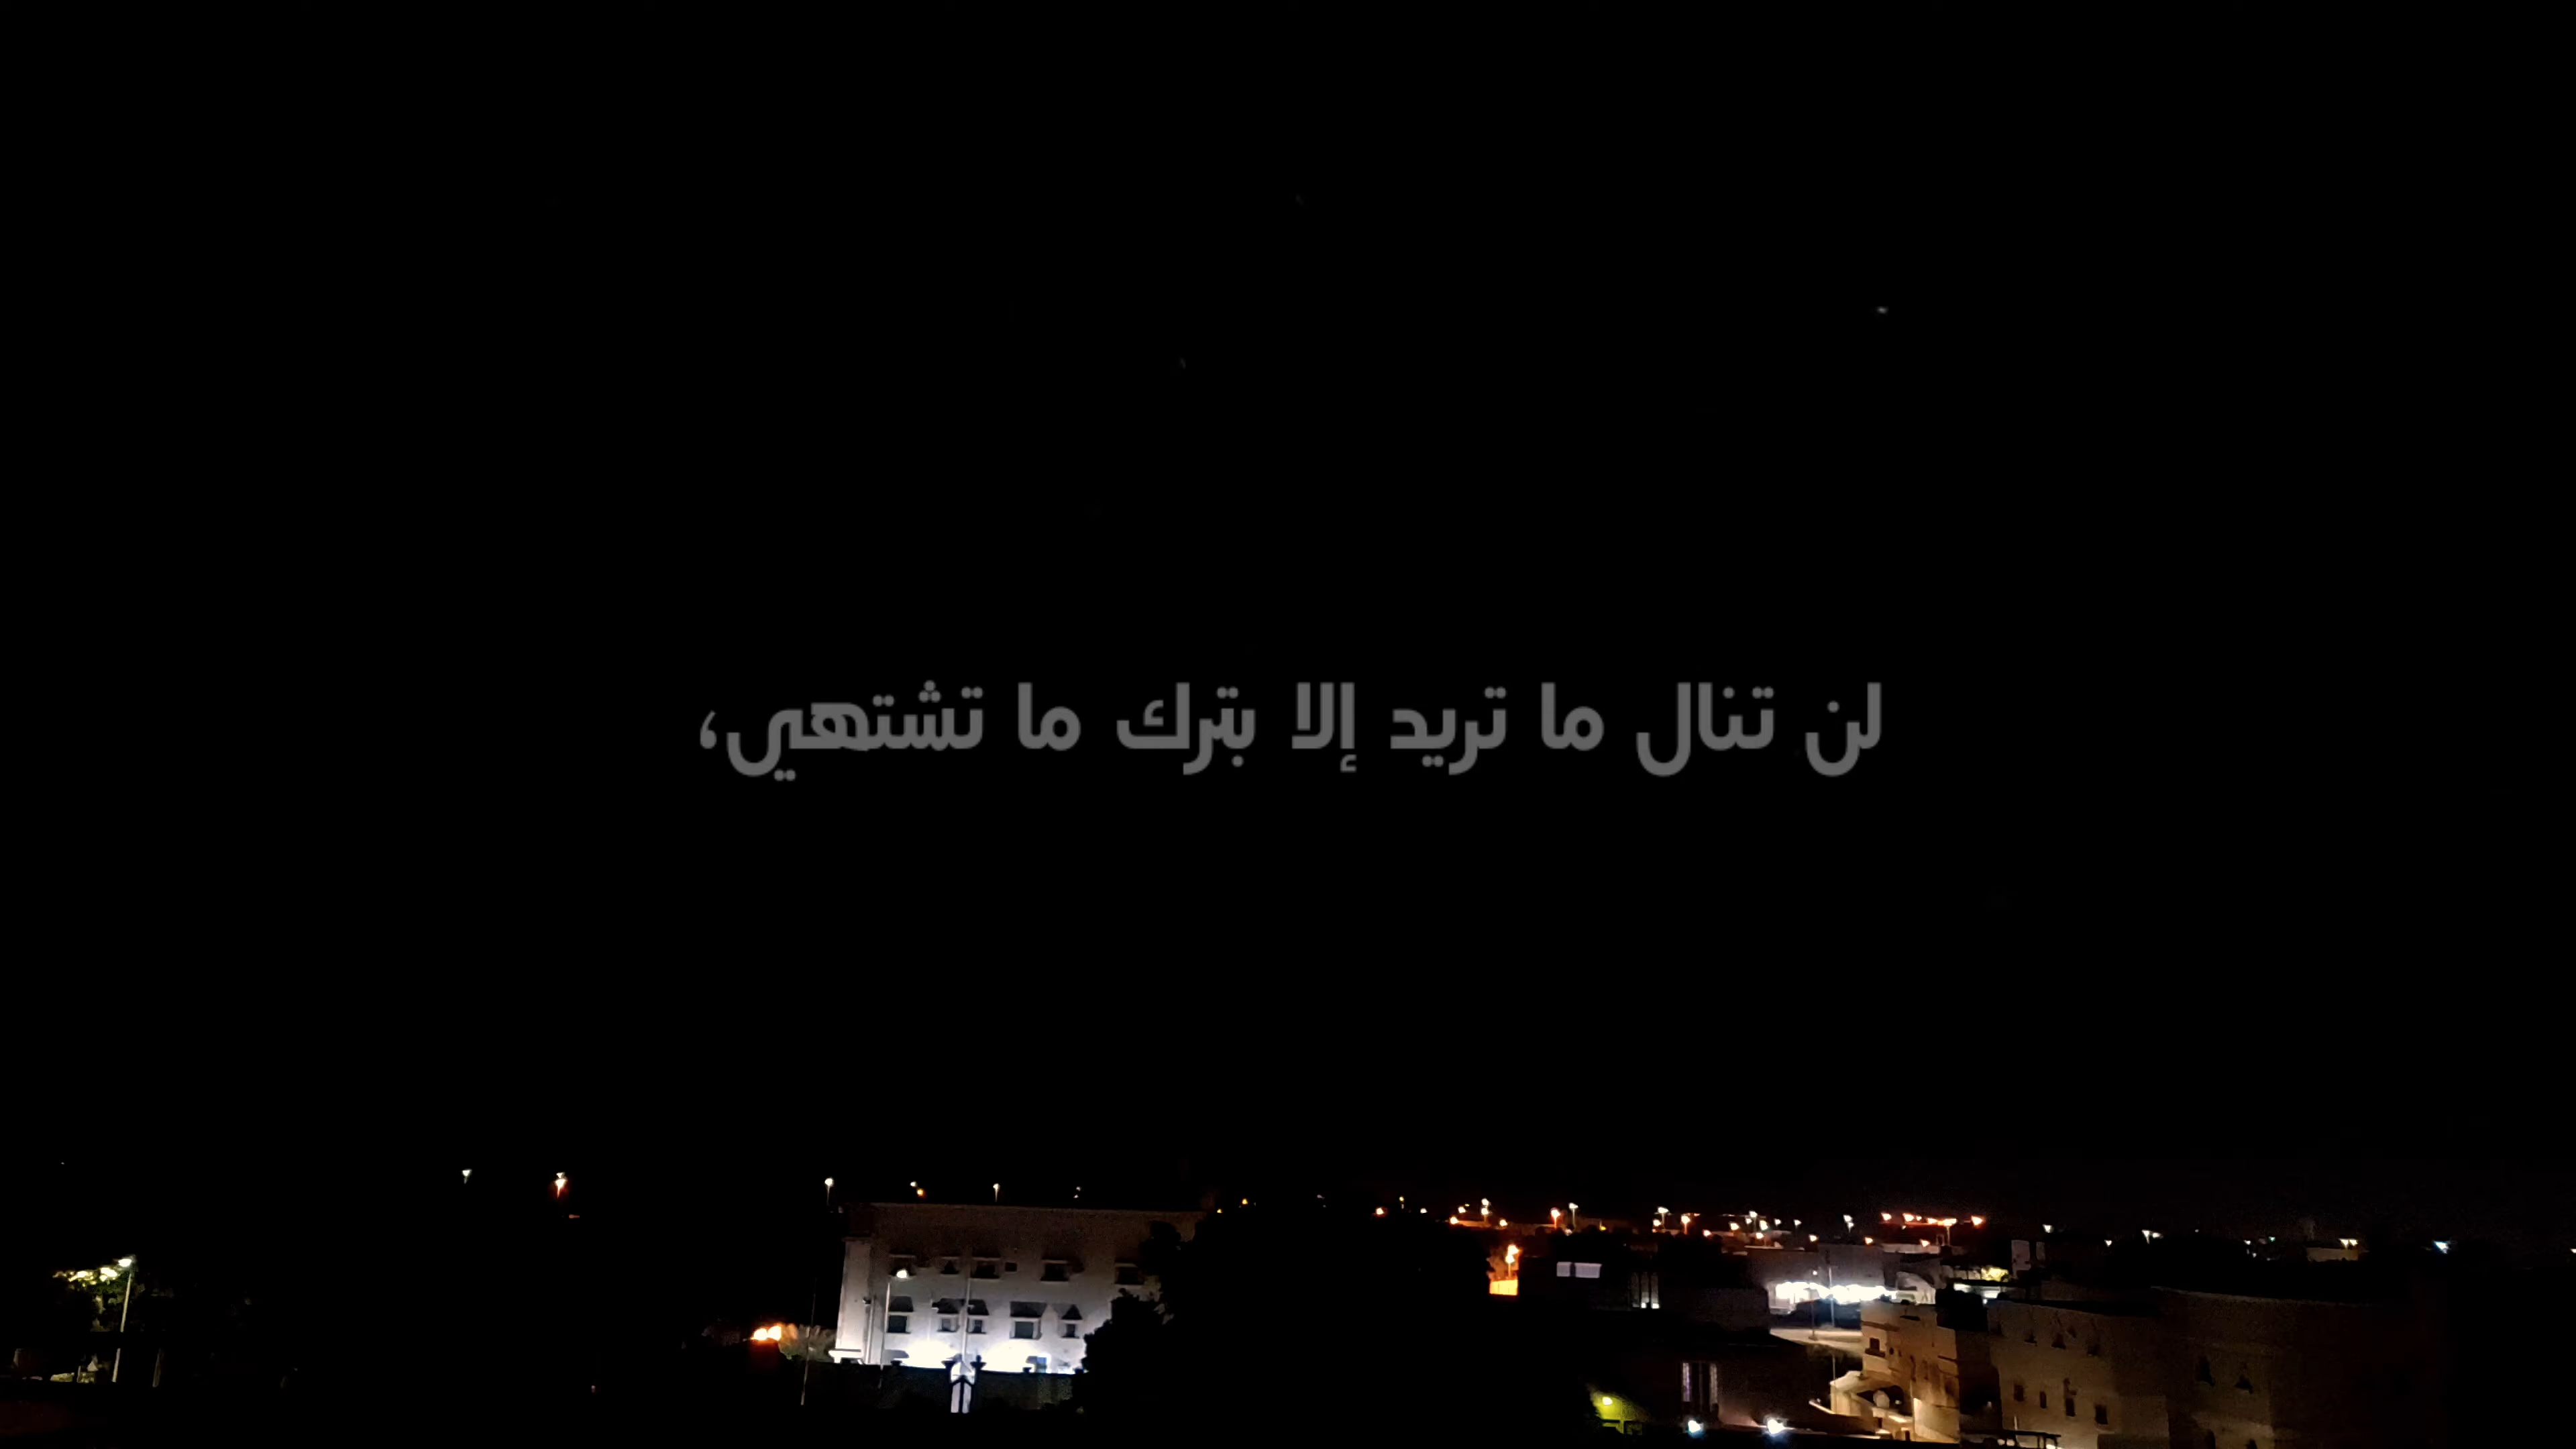 لن تنال ما تريد إلا بترك ما تشتهي،